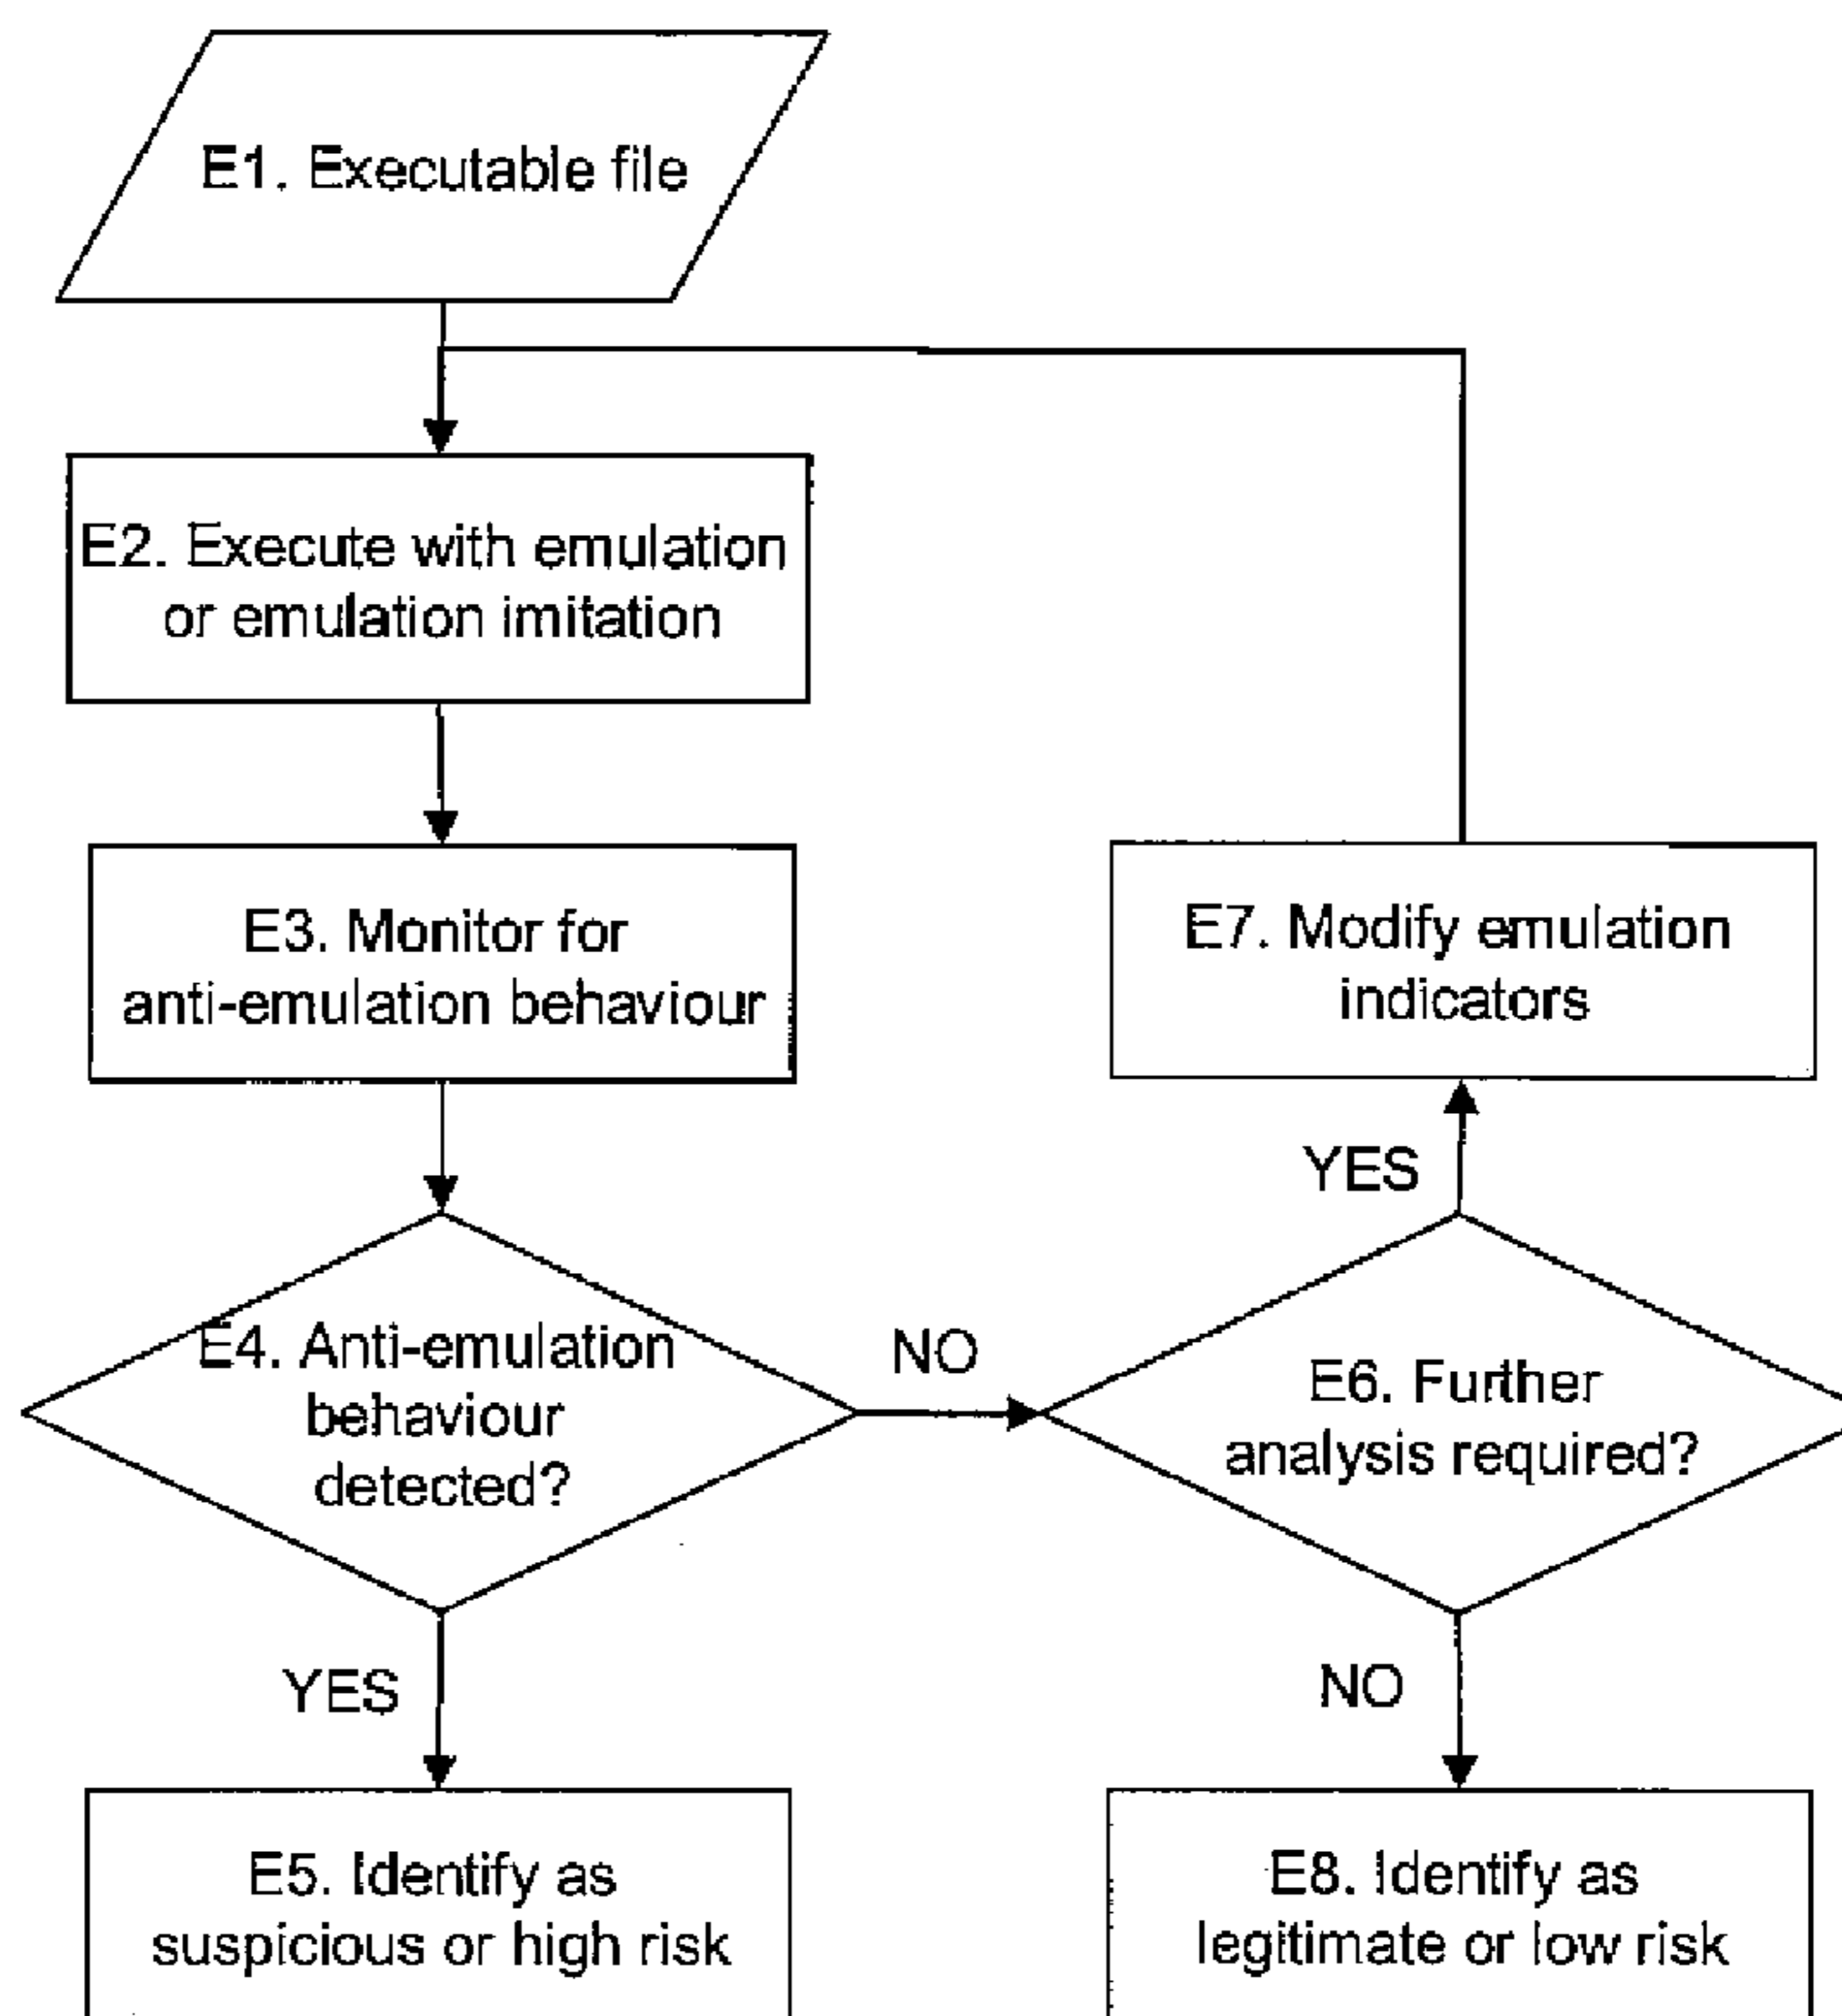 E1. Executable file
E2. Execute with emulation
or emulation imitation
E3. Monitor for
anti-emulation behaviour
E7. Modify emulation
indicators
YES
E4. Anti-emulation
behaviour
detected?
NO
E6. Further
analysis required?
YES
NO
E5. Identify as
suspicious or high risk
E8. Identify as
legitimate or low risk